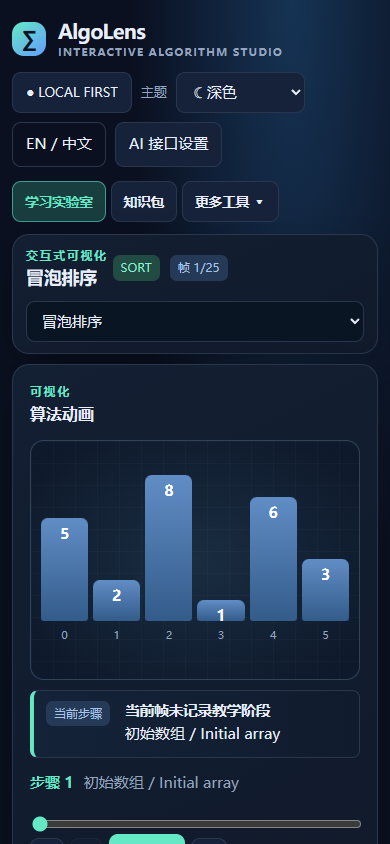 ∑
AlgoLens
INTERACTIVE ALGORITHM STUDIO
● LOCAL FIRST 主题 ☾ 深色
EN / 中文 AI 接口设置
学习实验室 知识包 更多工具 ▾
交互式可视化
冒泡排序 SORT 帧 1/25
冒泡排序
可视化
算法动画
5 2 8 1 6 3
0 1 2 3 4 5
当前步骤 当前帧未记录教学阶段
初始数组 / Initial array
步骤 1 初始数组 / Initial array